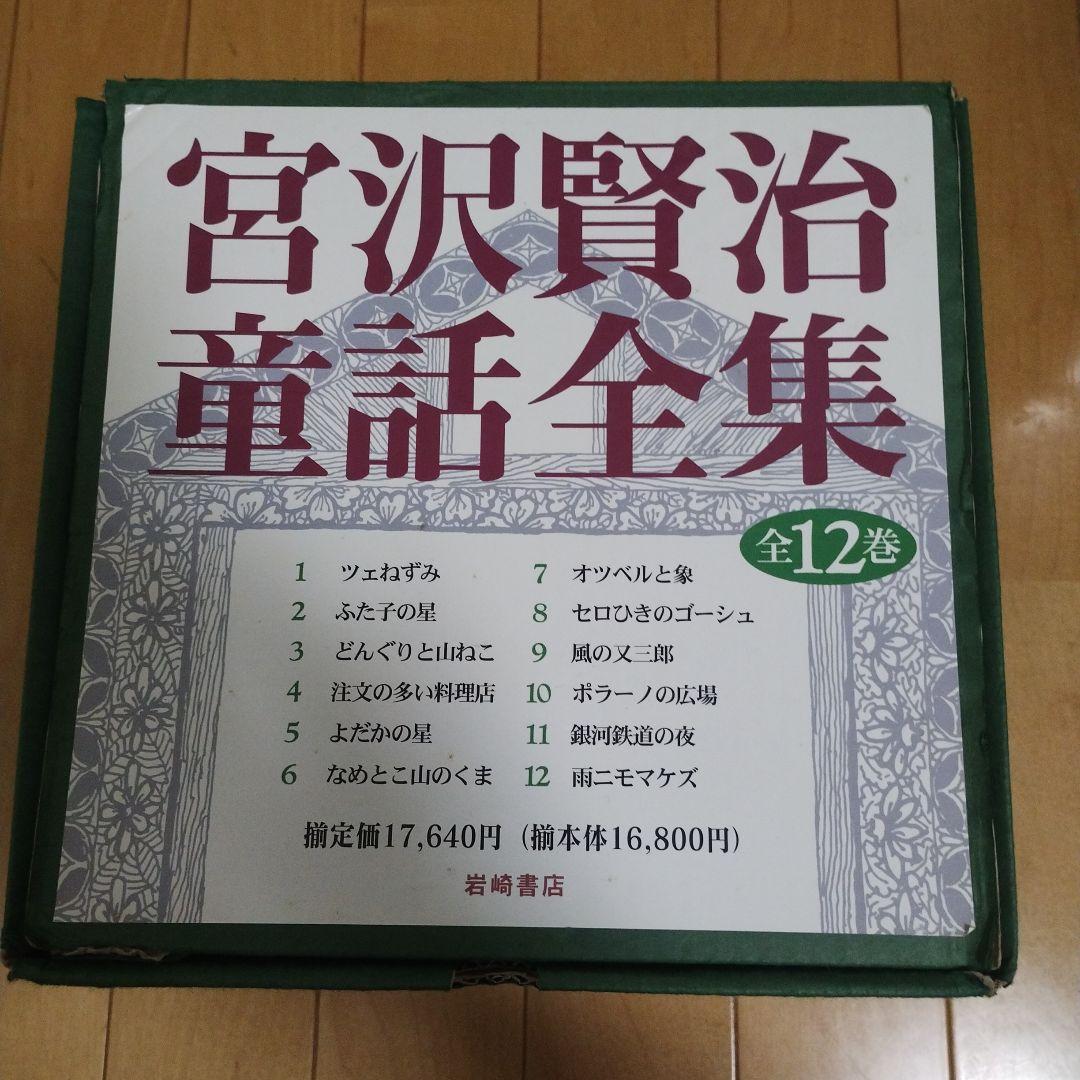 宮沢賢治
童話全集
全12巻
1 ツェねずみ
2 ふた子の星
3 どんぐりと山ねこ
4 注文の多い料理店
5 よだかの星
6 なめとこ山のくま
7 オツベルと象
8 セロひきのゴーシュ
9 風の又三郎
10 ポラーノの広場
11 銀河鉄道の夜
12 雨ニモマケズ
揃定価17,640円（揃本体16,800円）
岩崎書店